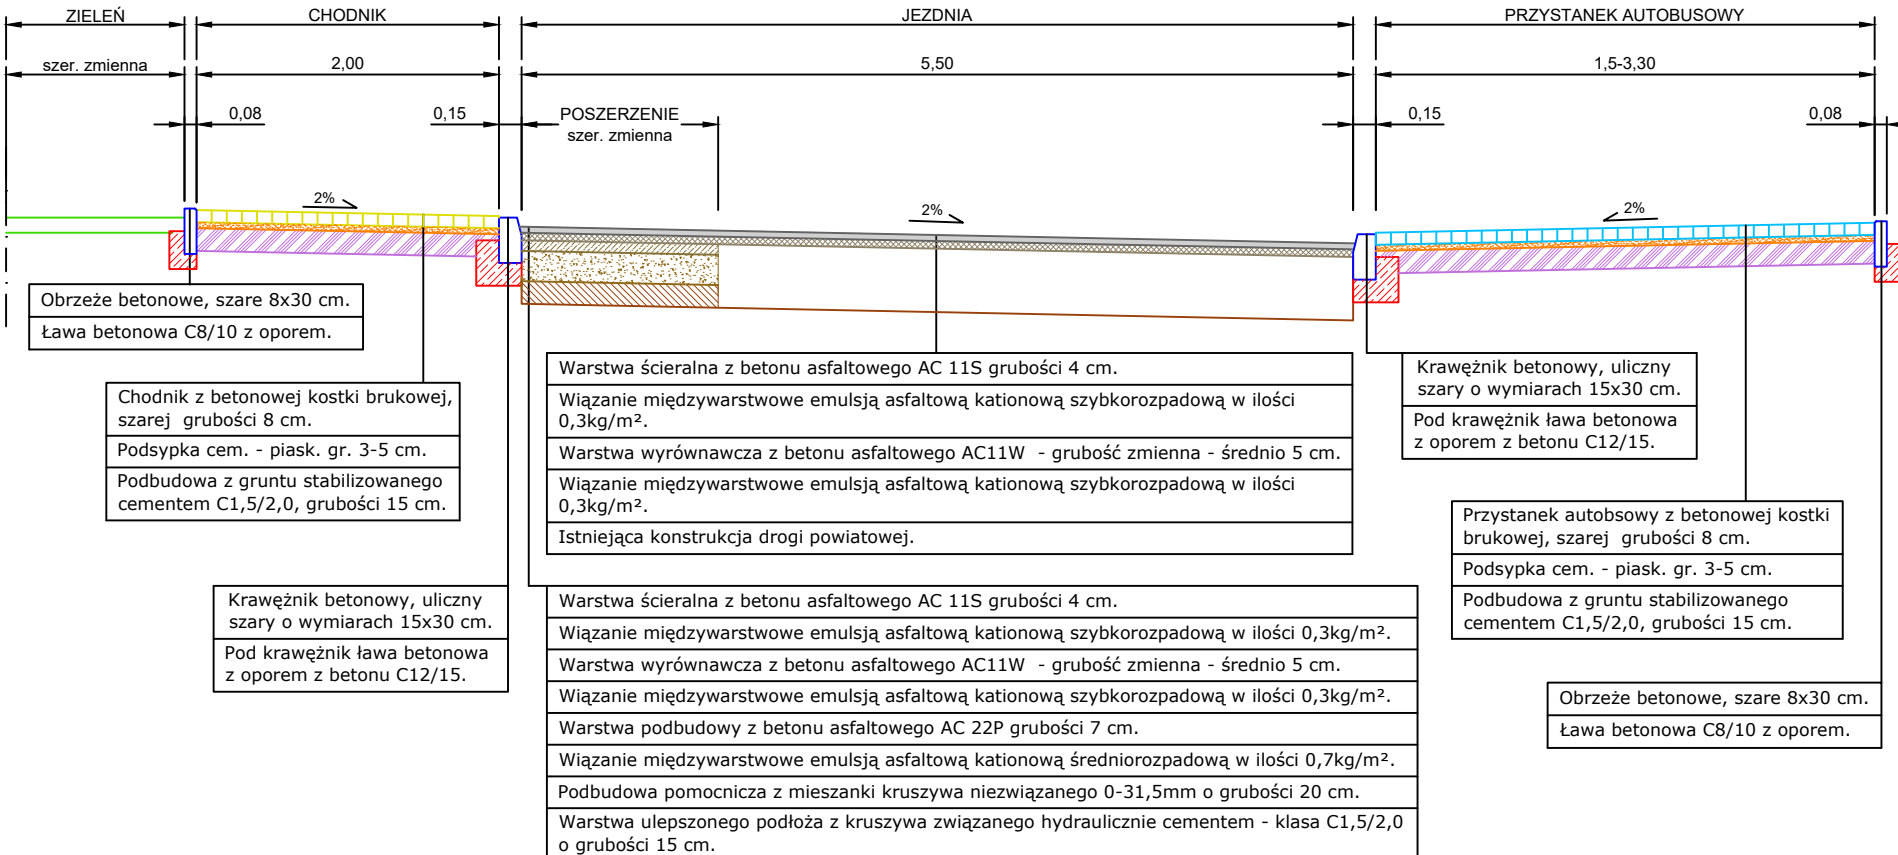 ZIELEŃ
CHODNIK
JEZDNIA
PRZYSTANEK AUTOBUSOWY
szer. zmienna
2,00
5,50
1,5-3,30
0,08
0,15
POSZERZENIE
szer. zmienna
0,15
0,08
2%
2%
2%
Obrzeże betonowe, szare 8x30 cm.
Ława betonowa C8/10 z oporem.
Chodnik z betonowej kostki brukowej,
szarej grubości 8 cm.
Podsypka cem. - piask. gr. 3-5 cm.
Podbudowa z gruntu stabilizowanego
cementem C1,5/2,0, grubości 15 cm.
Krawężnik betonowy, uliczny
szary o wymiarach 15x30 cm.
Pod krawężnik ława betonowa
z oporem z betonu C12/15.
Warstwa ścieralna z betonu asfaltowego AC 11S grubości 4 cm.
Wiązanie międzywarstwowe emulsją asfaltową kationową szybkorozpadową w ilości
0,3kg/m².
Warstwa wyrównawcza z betonu asfaltowego AC11W - grubość zmienna - średnio 5 cm.
Wiązanie międzywarstwowe emulsją asfaltową kationową szybkorozpadową w ilości
0,3kg/m².
Istniejąca konstrukcja drogi powiatowej.
Warstwa ścieralna z betonu asfaltowego AC 11S grubości 4 cm.
Wiązanie międzywarstwowe emulsją asfaltową kationową szybkorozpadową w ilości 0,3kg/m².
Warstwa wyrównawcza z betonu asfaltowego AC11W - grubość zmienna - średnio 5 cm.
Wiązanie międzywarstwowe emulsją asfaltową kationową szybkorozpadową w ilości 0,3kg/m².
Warstwa podbudowy z betonu asfaltowego AC 22P grubości 7 cm.
Wiązanie międzywarstwowe emulsją asfaltową kationową średniorozpadową w ilości 0,7kg/m².
Podbudowa pomocnicza z mieszanki kruszywa niezwiązanego 0-31,5mm o grubości 20 cm.
Warstwa ulepszonego podłoża z kruszywa związanego hydraulicznie cementem - klasa C1,5/2,0
o grubości 15 cm.
Krawężnik betonowy, uliczny
szary o wymiarach 15x30 cm.
Pod krawężnik ława betonowa
z oporem z betonu C12/15.
Przystanek autobsowy z betonowej kostki
brukowej, szarej grubości 8 cm.
Podsypka cem. - piask. gr. 3-5 cm.
Podbudowa z gruntu stabilizowanego
cementem C1,5/2,0, grubości 15 cm.
Obrzeże betonowe, szare 8x30 cm.
Ława betonowa C8/10 z oporem.